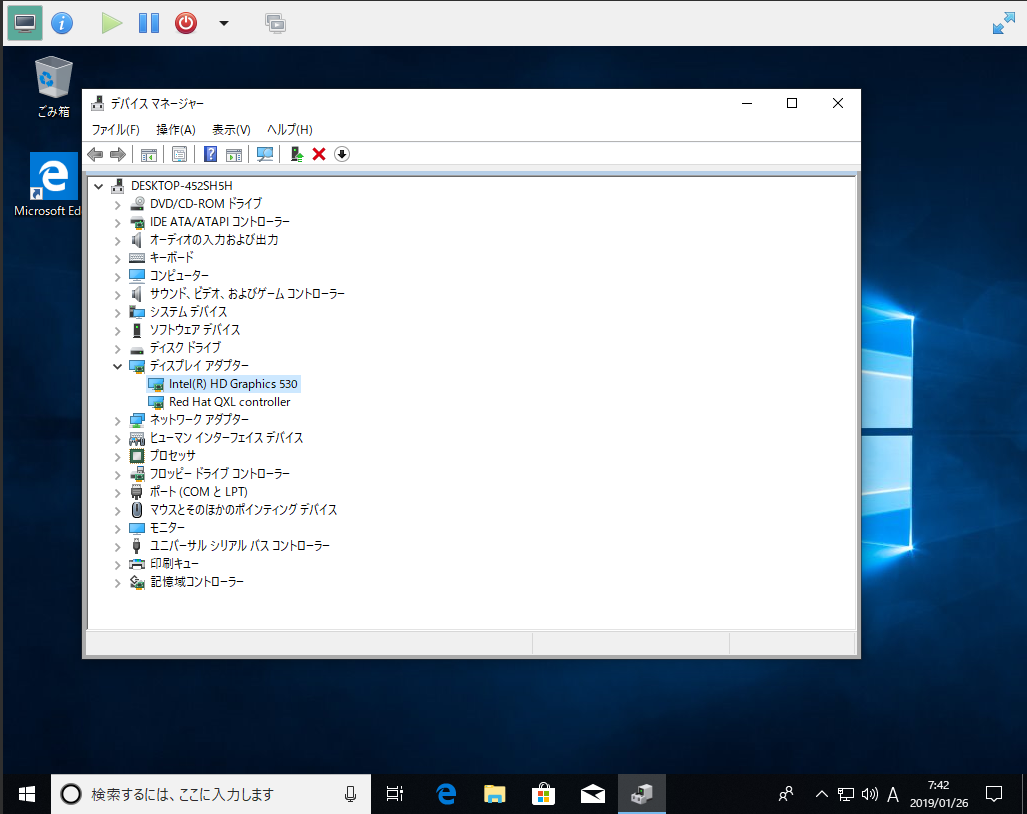 ごみ箱
Microsoft Ed
デバイス マネージャー
ファイル(F) 操作(A) 表示(V) ヘルプ(H)
DESKTOP-452SH5H
DVD/CD-ROM ドライブ
IDE ATA/ATAPI コントローラー
オーディオの入力および出力
キーボード
コンピューター
サウンド、ビデオ、およびゲーム コントローラー
システム デバイス
ソフトウェア デバイス
ディスク ドライブ
ディスプレイ アダプター
Intel(R) HD Graphics 530
Red Hat QXL controller
ネットワーク アダプター
ヒューマン インターフェイス デバイス
プロセッサ
フロッピー ドライブ コントローラー
ポート (COM と LPT)
マウスとそのほかのポインティング デバイス
モニター
ユニバーサル シリアル バス コントローラー
印刷キュー
記憶域コントローラー
検索するには、ここに入力します
A
7:42
2019/01/26